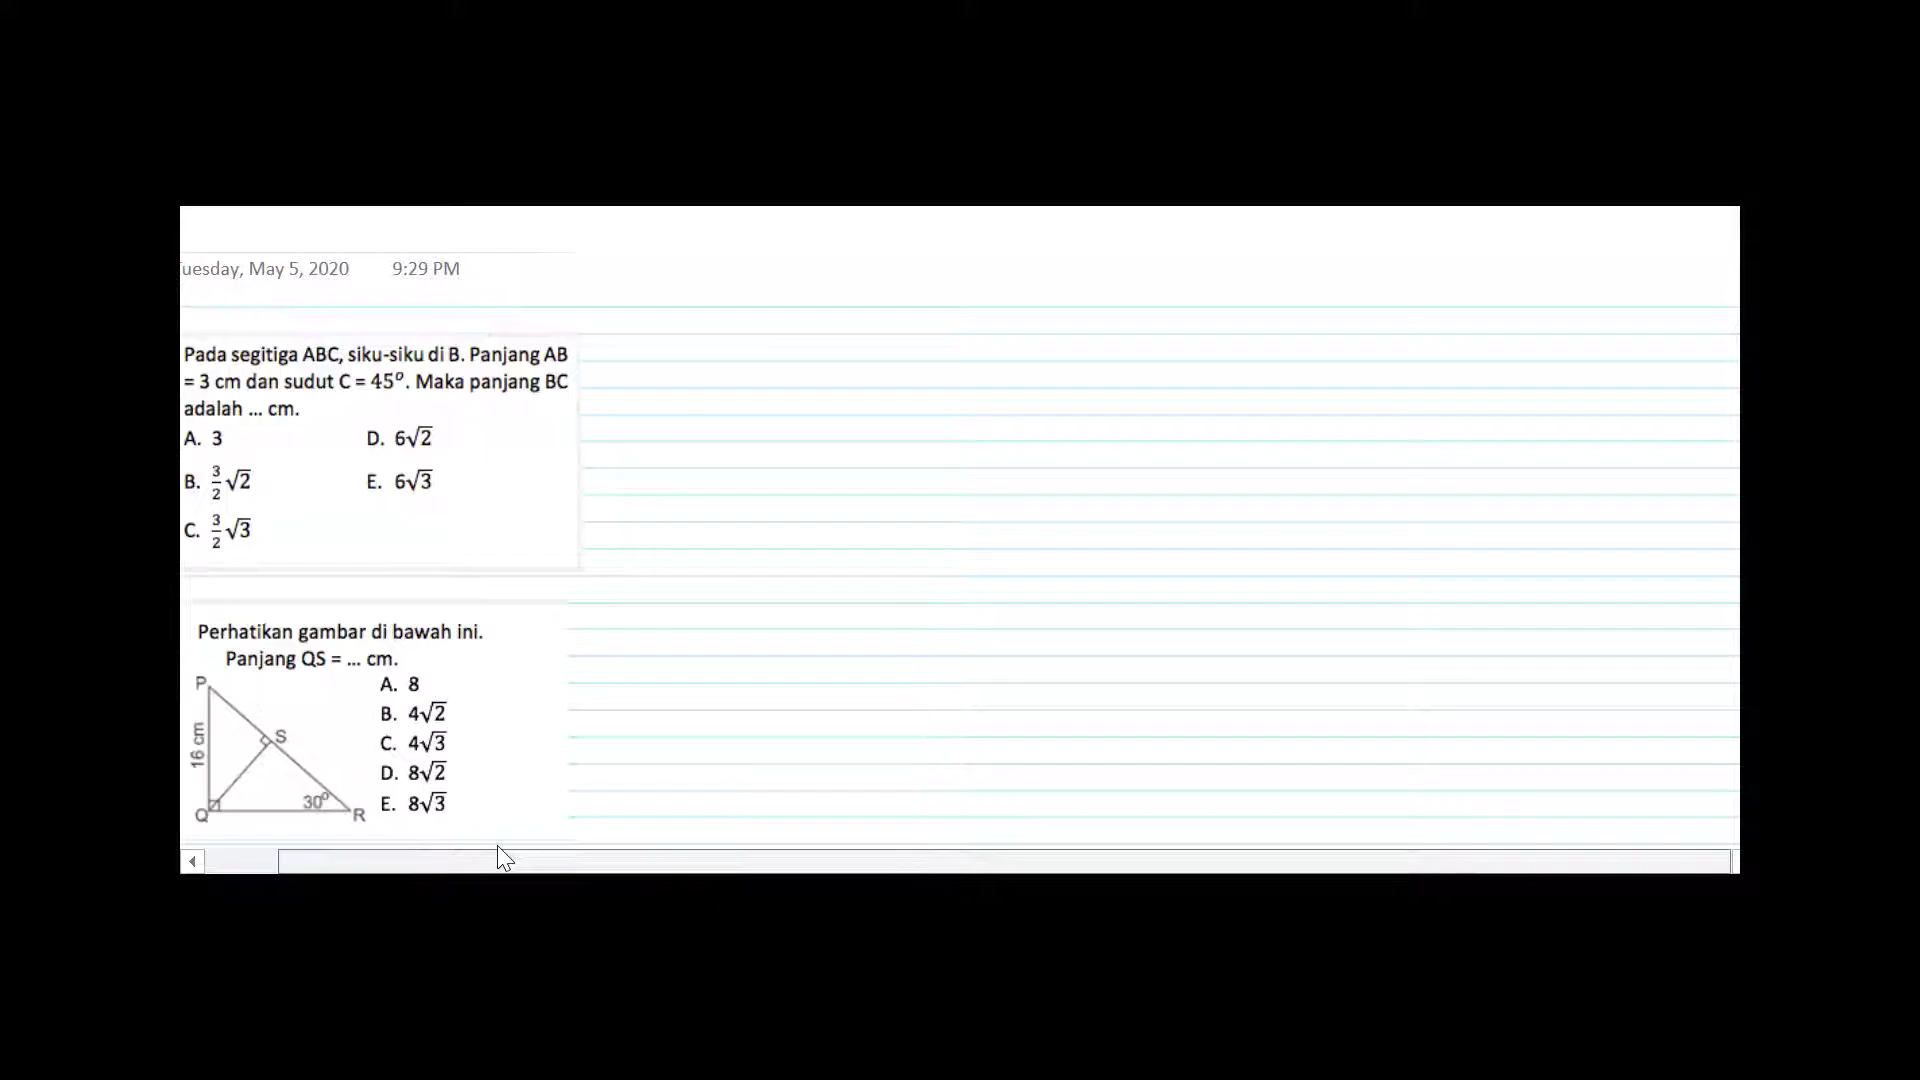 uesday, May 5, 2020 9:29 PM
Pada segitiga ABC, siku-siku di B. Panjang AB
= 3 cm dan sudut C = 45°. Maka panjang BC
adalah ... cm.
A. 3 D. 6√2
B. 3/2 √2 E. 6√3
C. 3/2 √3
Perhatikan gambar di bawah ini.
Panjang QS = ... cm.
P
16 cm
S
Q
30°
R
A. 8
B. 4√2
C. 4√3
D. 8√2
E. 8√3